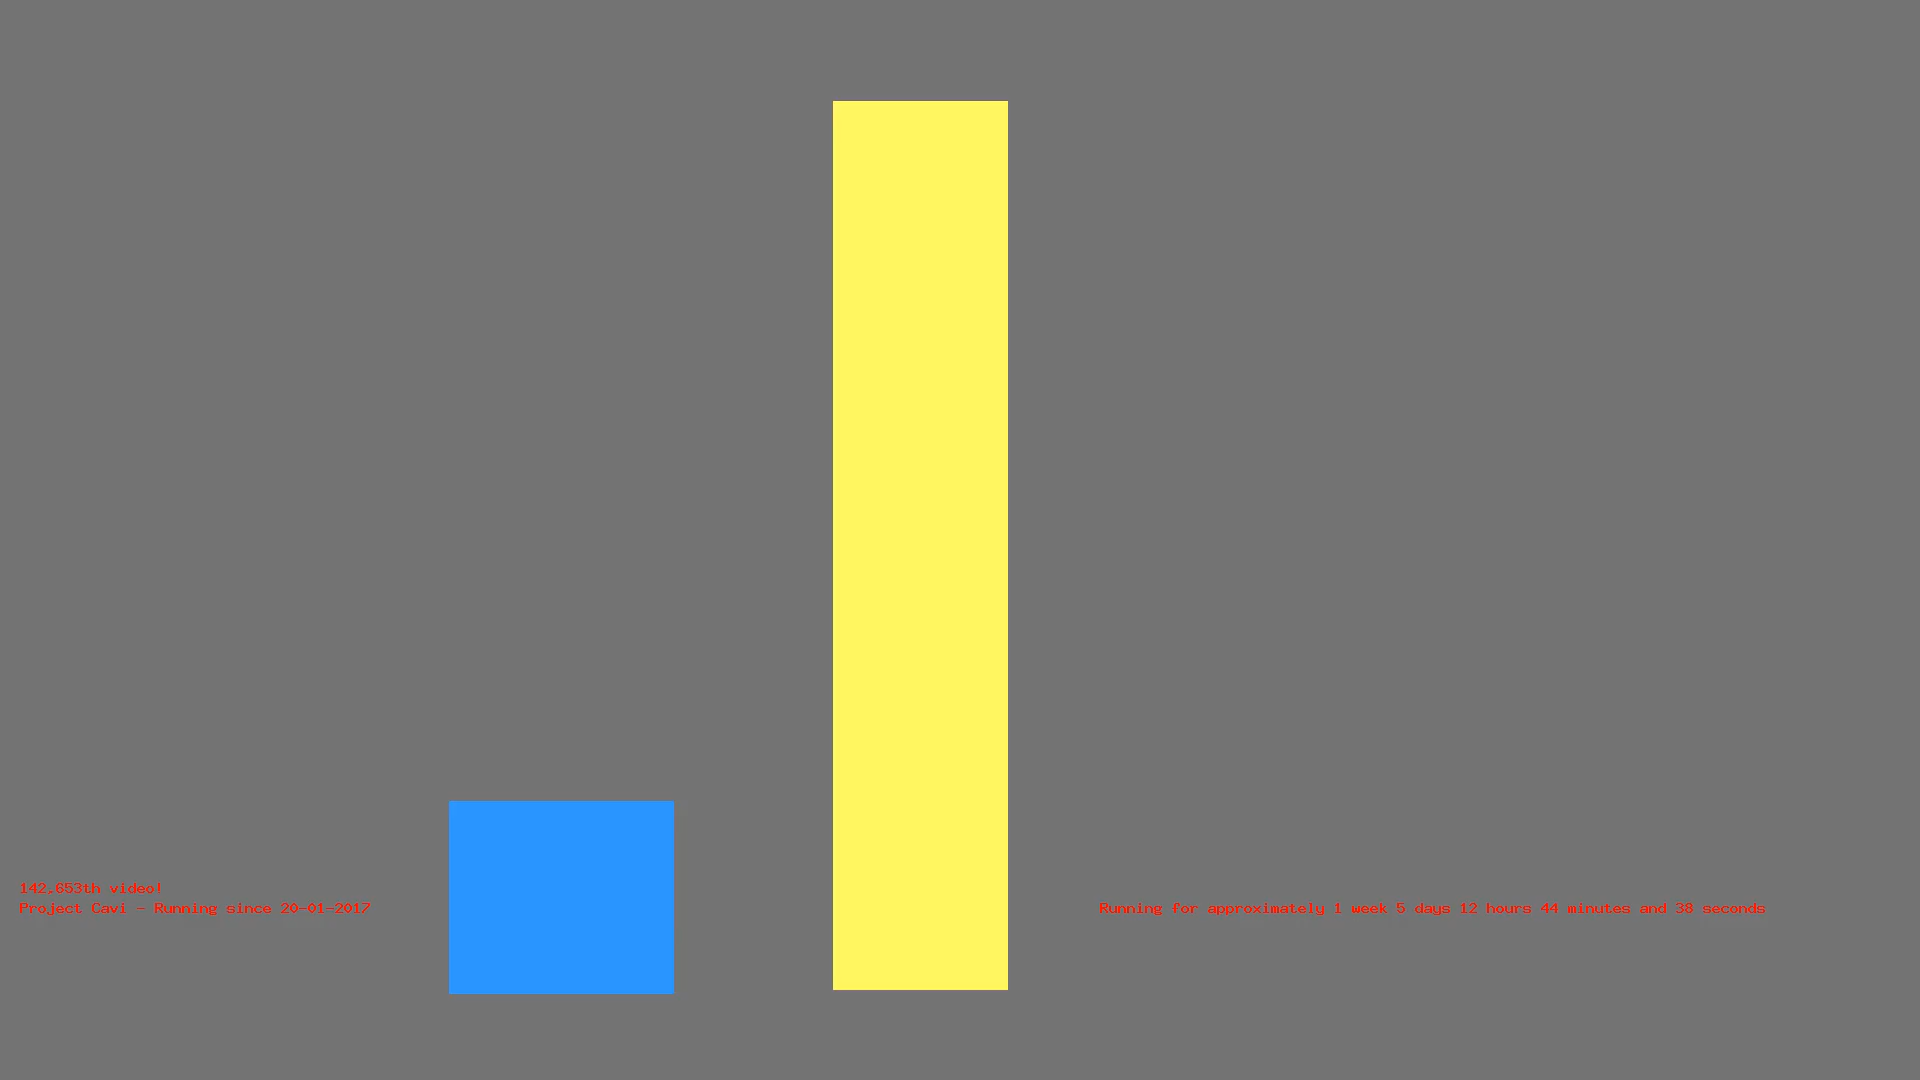 142.653th video!
Project Cavi - Running since 20-01-2017
Running for approximately 1 week 5 days 12 hours 44 minutes and 38 seconds